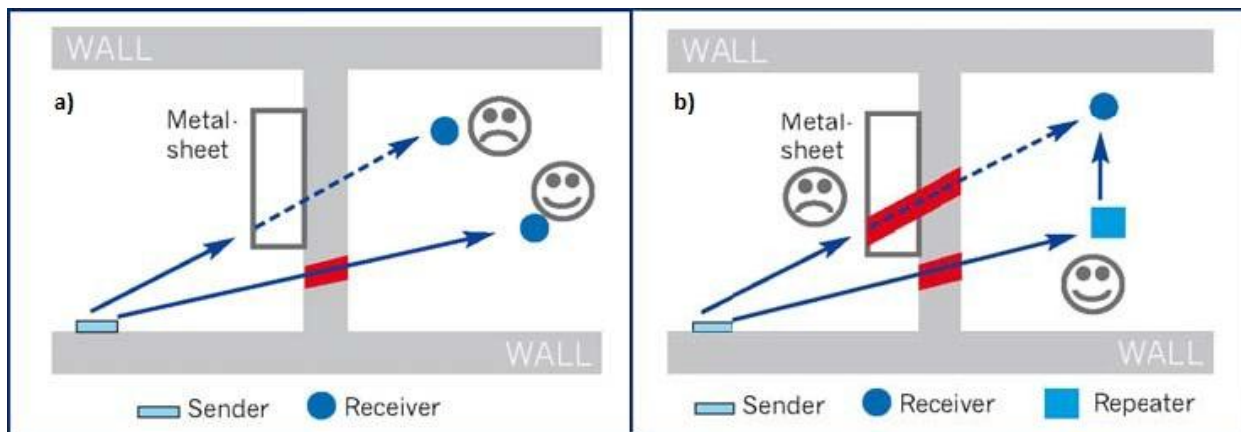 WALL
a)
Metal-
sheet
WALL
Sender
Receiver
WALL
b)
Metal-
sheet
WALL
Sender
Receiver
Repeater